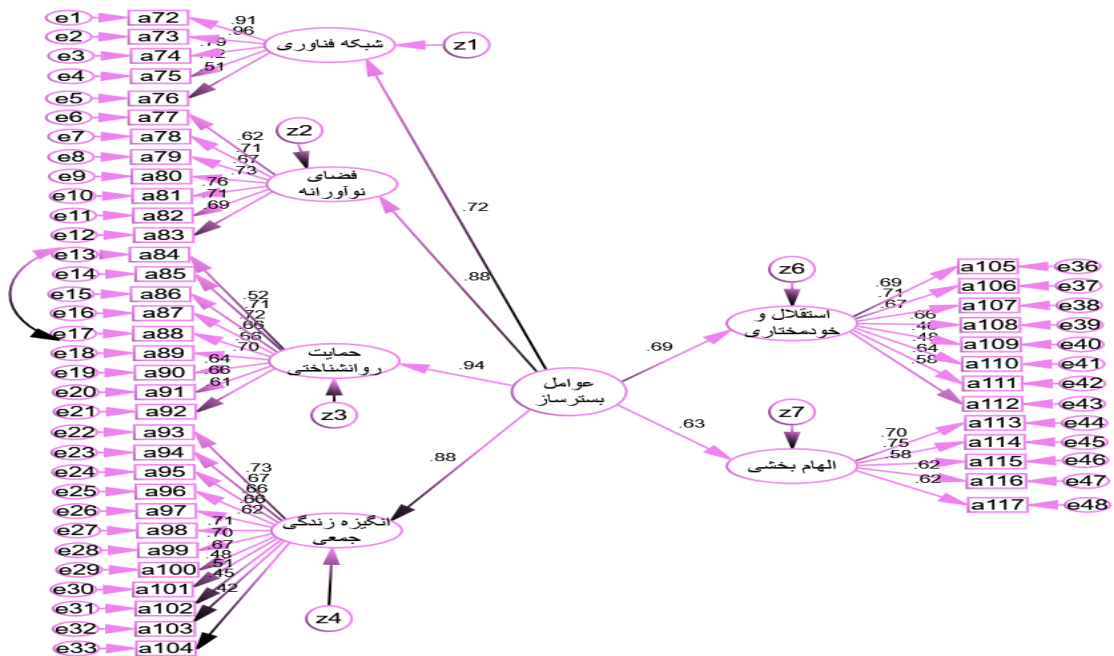 e1 a72
e2 a73
e3 a74
e4 a75
e5 a76
.91
.96
.79
.51
شبکه فناوری
z1
e6 a77
e7 a78
e8 a79
e9 a80
e10 a81
e11 a82
e12 a83
.62
.71
.67
.73
.76
.71
.69
z2
فضای
نوآورانه
e13 a84
e14 a85
e15 a86
e16 a87
e17 a88
e18 a89
e19 a90
e20 a91
e21 a92
.52
.71
.72
.66
.68
.70
.64
.66
.61
حمایت
روانشناختی
z3
e22 a93
e23 a94
e24 a95
e25 a96
e26 a97
e27 a98
e28 a99
e29 a100
e30 a101
e31 a102
e32 a103
e33 a104
.73
.67
.66
.66
.62
.71
.70
.67
.48
.51
.45
.42
انگیزه زندگی
جمعی
z4
.72
.88
.94
.88
عوامل
بسترساز
.69
.63
z6
استقلال و
خودمختاری
.69
.71
.67
.66
.46
.48
.64
.58
a105 e36
a106 e37
a107 e38
a108 e39
a109 e40
a110 e41
a111 e42
a112 e43
z7
الهام بخشی
.70
.75
.58
.62
.62
a113 e44
a114 e45
a115 e46
a116 e47
a117 e48